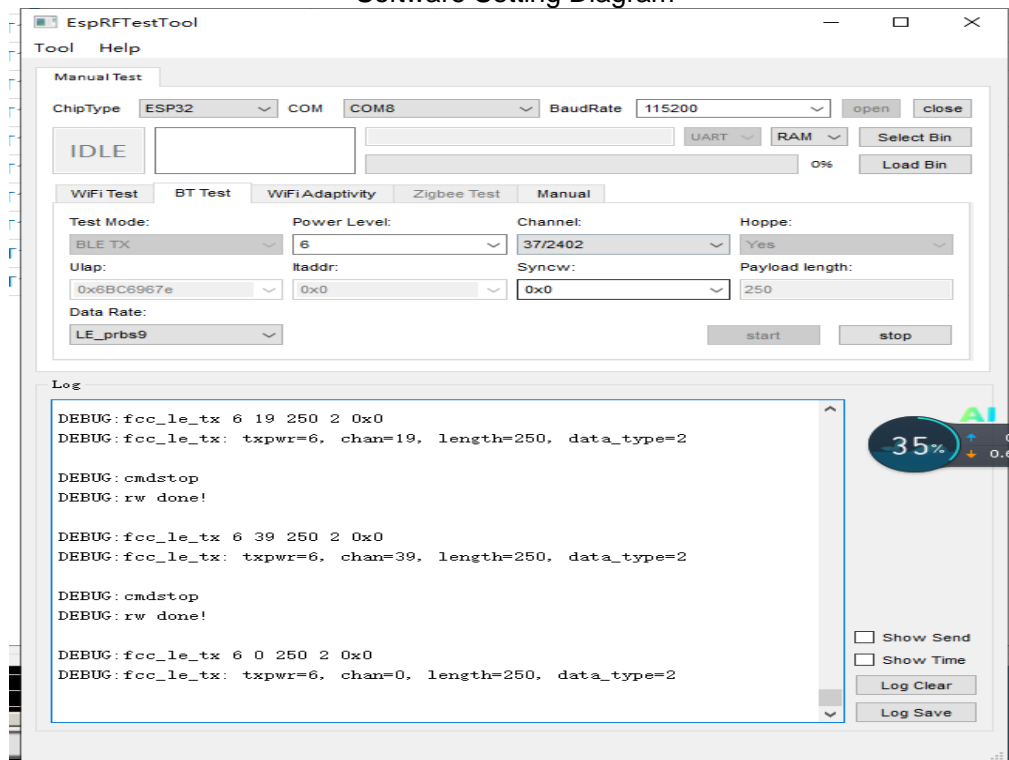 Software Setting Diagram
EspRFTestTool
Tool Help
Manual Test
ChipType ESP32 COM COM8 BaudRate 115200 open close
IDLE UART RAM Select Bin
0% Load Bin
WiFi Test BT Test WiFi Adaptivity Zigbee Test Manual
Test Mode: Power Level: Channel: Hoppe:
BLE TX 6 37/2402 Yes
Ulap: ltaddr: Syncw: Payload length:
0x6BC6967e 0x0 0x0 250
Data Rate:
LE_prbs9 start stop
Log
DEBUG:fcc_le_tx 6 19 250 2 0x0
DEBUG:fcc_le_tx: txpwr=6, chan=19, length=250, data_type=2
DEBUG:cmdstop
DEBUG:rw done!
DEBUG:fcc_le_tx 6 39 250 2 0x0
DEBUG:fcc_le_tx: txpwr=6, chan=39, length=250, data_type=2
DEBUG:cmdstop
DEBUG:rw done!
DEBUG:fcc_le_tx 6 0 250 2 0x0
DEBUG:fcc_le_tx: txpwr=6, chan=0, length=250, data_type=2
AI
35%
Show Send
Show Time
Log Clear
Log Save